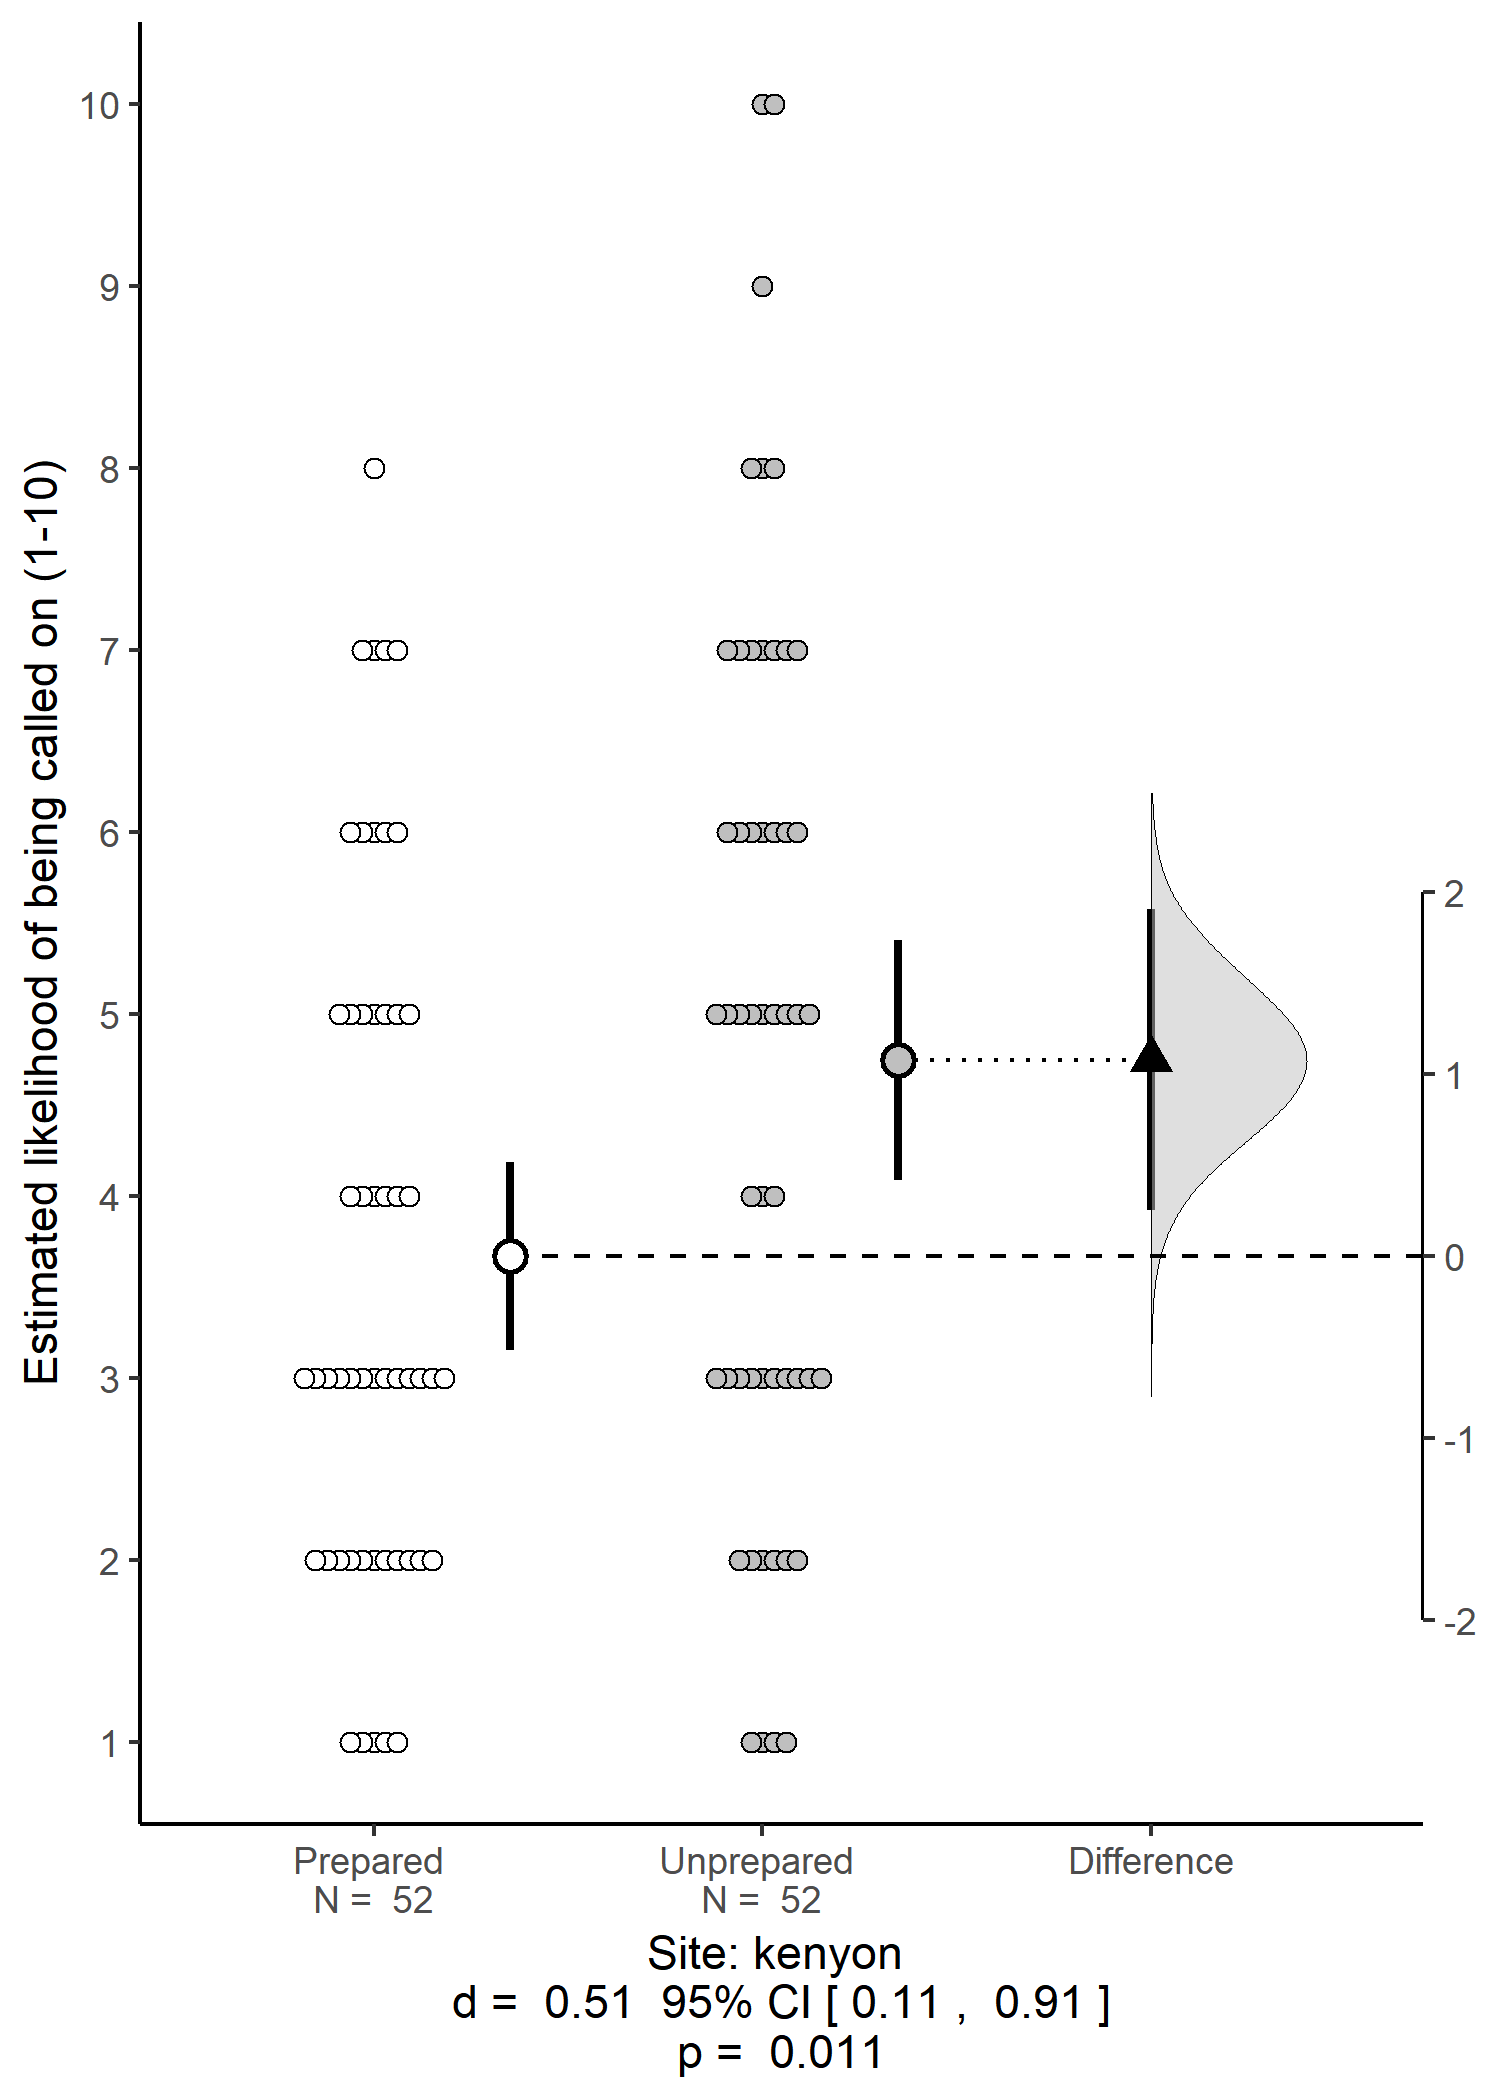 Estimated likelihood of being called on (1-10)
10
9
8
7
6
5
4
3
2
1
2
1
0
-1
-2
Prepared
N =  52
Unprepared
N =  52
Difference
Site: kenyon
d =  0.51  95% CI [ 0.11 ,  0.91 ]
p =  0.011